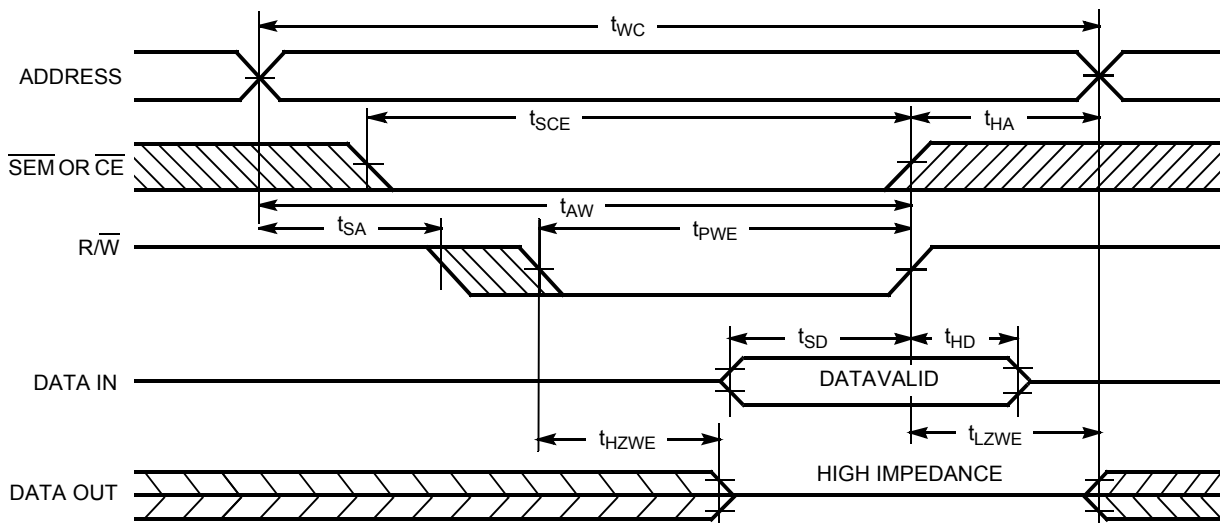 tWC
ADDRESS
tSCE
tHA
SEM OR CE
tAW
tSA
tPWE
R/W
tSD
tHD
DATA IN
DATAVALID
tHZWE
tLZWE
HIGH IMPEDANCE
DATA OUT